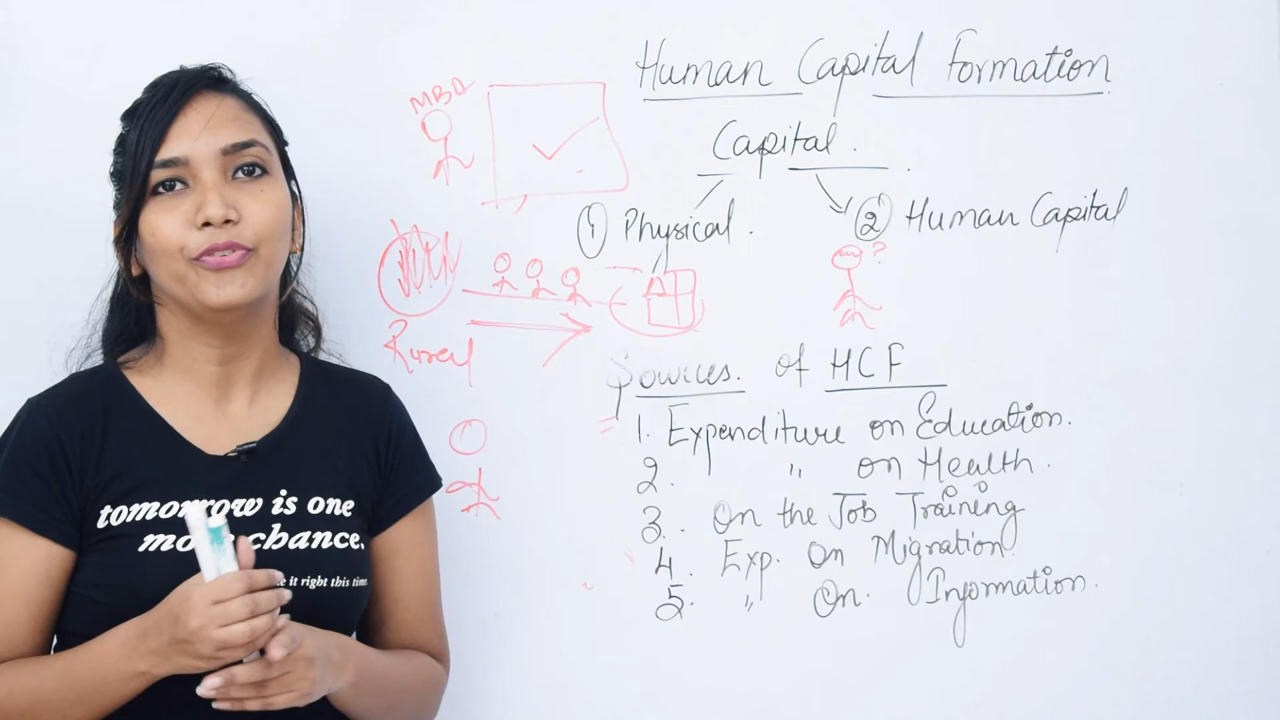 Human Capital Formation
Capital.
① Physical.
② Human Capital
MBA
?
Rural
Sources. of HCF
1. Expenditure on Education.
2. " on Health.
3. On the Job Training
4. Exp. On Migration.
5. " On. Information.
tomorrow is one
more chance.
e it right this time.